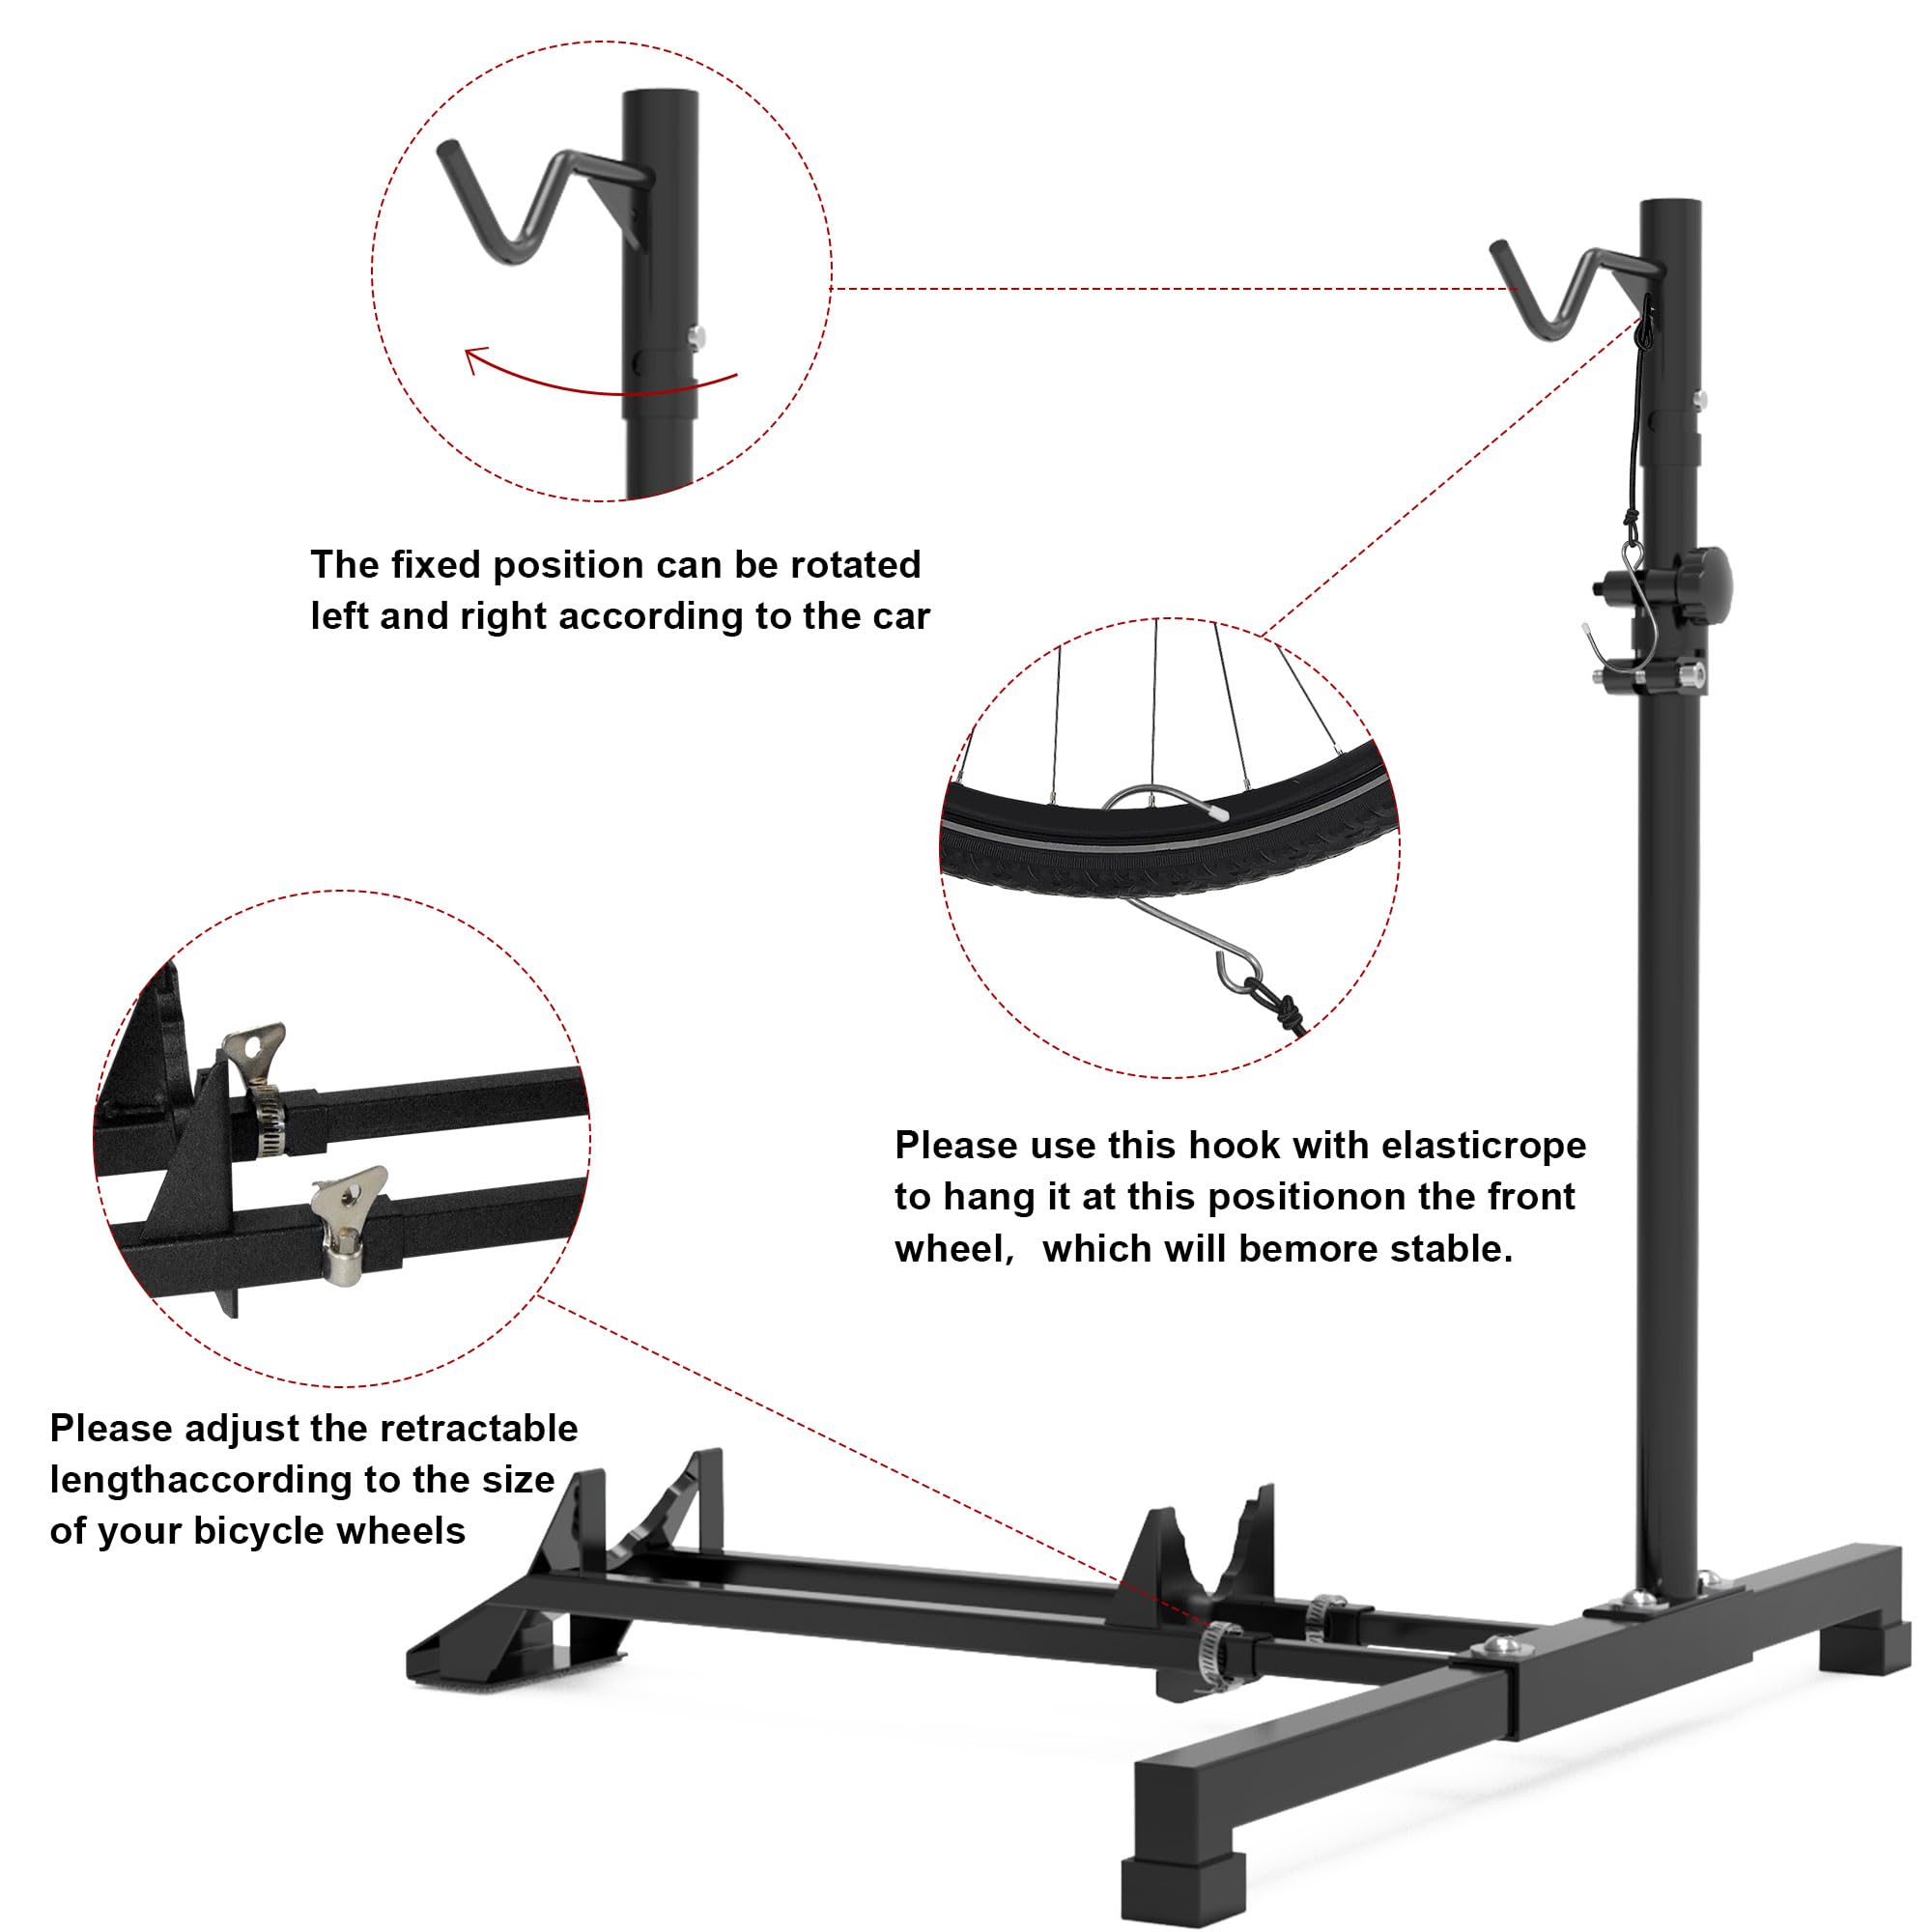 The fixed position can be rotated
left and right according to the car
Please use this hook with elasticrope
to hang it at this positionon the front
wheel, which will bemore stable.
Please adjust the retractable
lengthaccording to the size
of your bicycle wheels